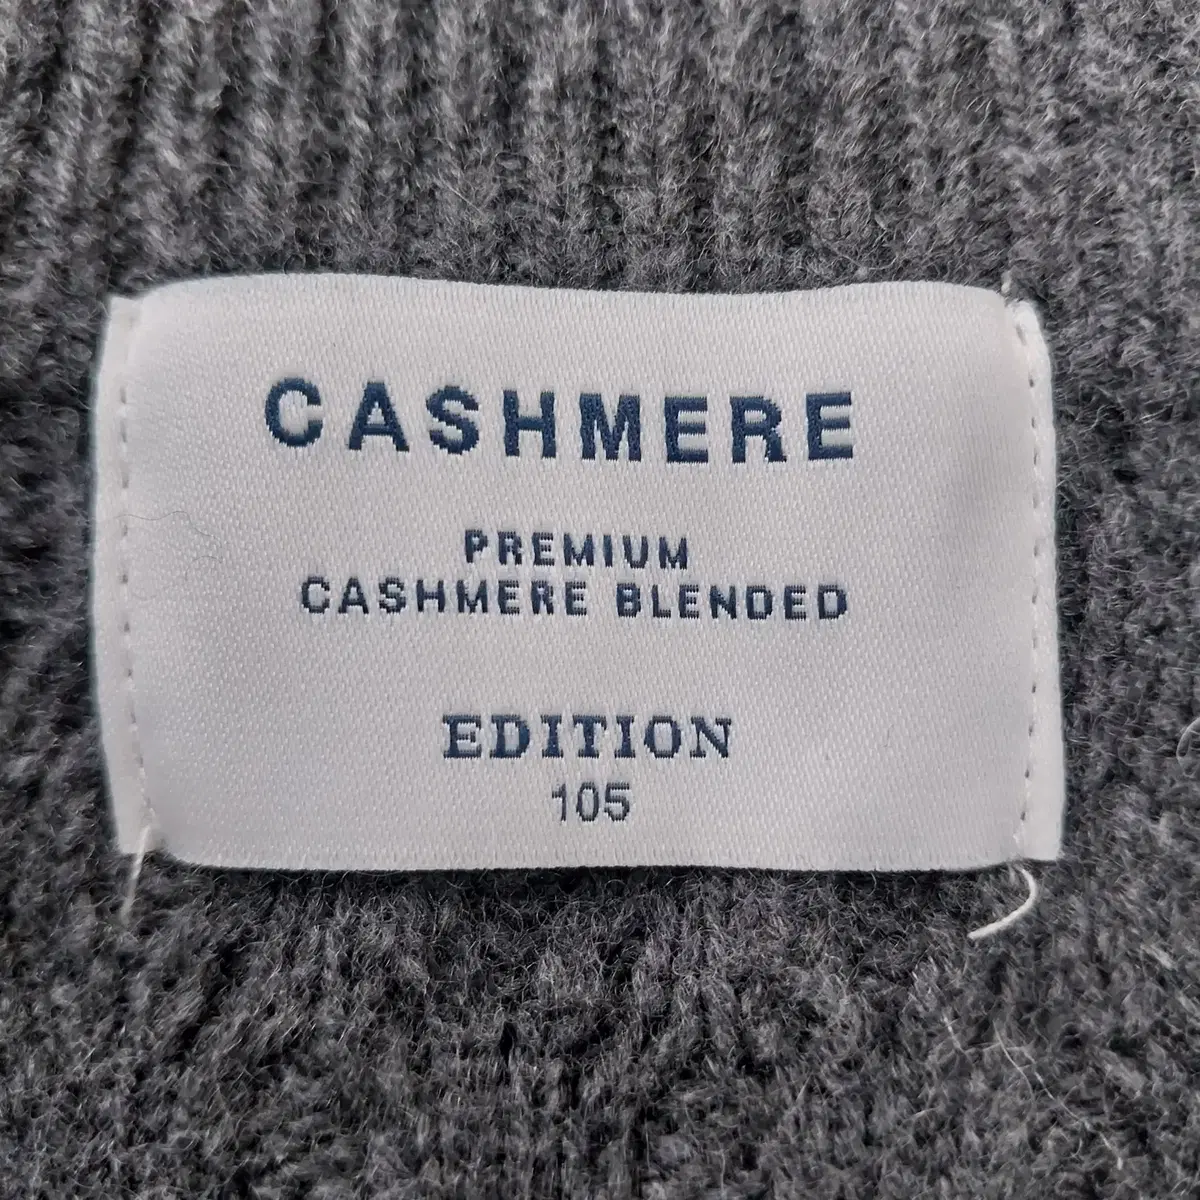 CASHMERE
PREMIUM
CASHMERE BLENDED
EDITION
105